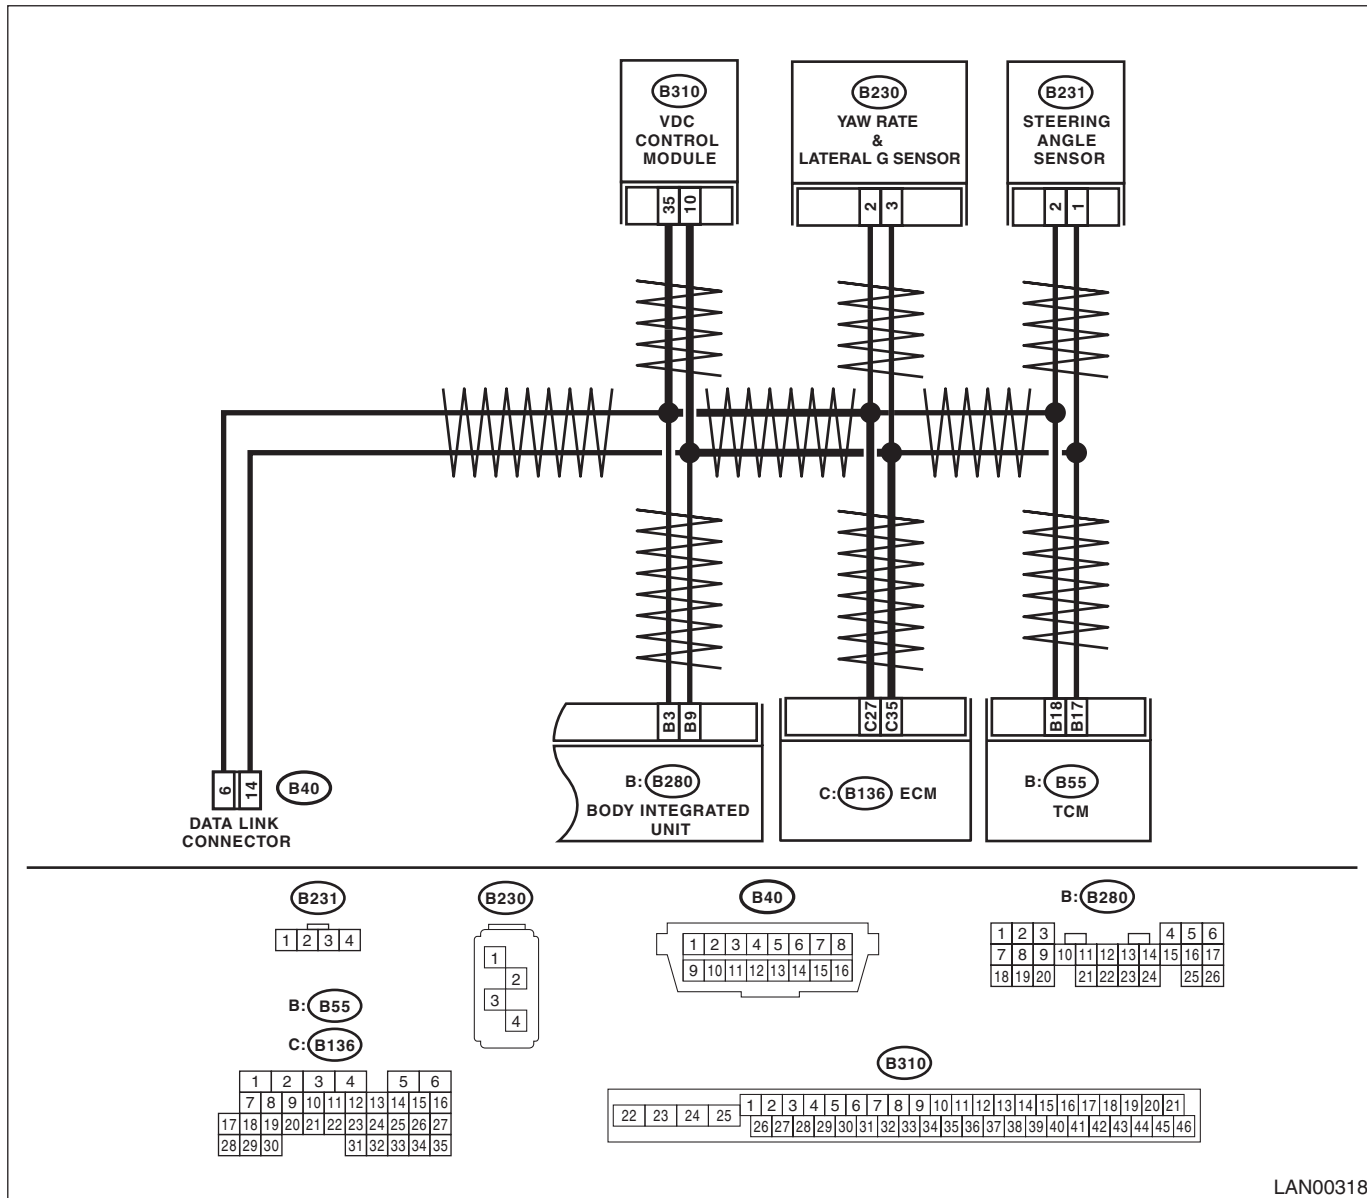 B310
VDC
CONTROL
MODULE
B230
YAW RATE
&
LATERAL G SENSOR
B231
STEERING
ANGLE
SENSOR
35 10
2 3
2 1
B3 B9
C27 C35
B18 B17
B: B280
BODY INTEGRATED
UNIT
C: B136 ECM
B: B55
TCM
6 14
B40
DATA LINK
CONNECTOR
B231
1 2 3 4
B230
1
2
3
4
B40
1 2 3 4 5 6 7 8
9 10 11 12 13 14 15 16
B: B280
1 2 3 4 5 6
7 8 9 10 11 12 13 14 15 16 17
18 19 20 21 22 23 24 25 26
B: B55
C: B136
1 2 3 4 5 6
7 8 9 10 11 12 13 14 15 16
17 18 19 20 21 22 23 24 25 26 27
28 29 30 31 32 33 34 35
B310
22 23 24 25 1 2 3 4 5 6 7 8 9 10 11 12 13 14 15 16 17 18 19 20 21
26 27 28 29 30 31 32 33 34 35 36 37 38 39 40 41 42 43 44 45 46
LAN00318